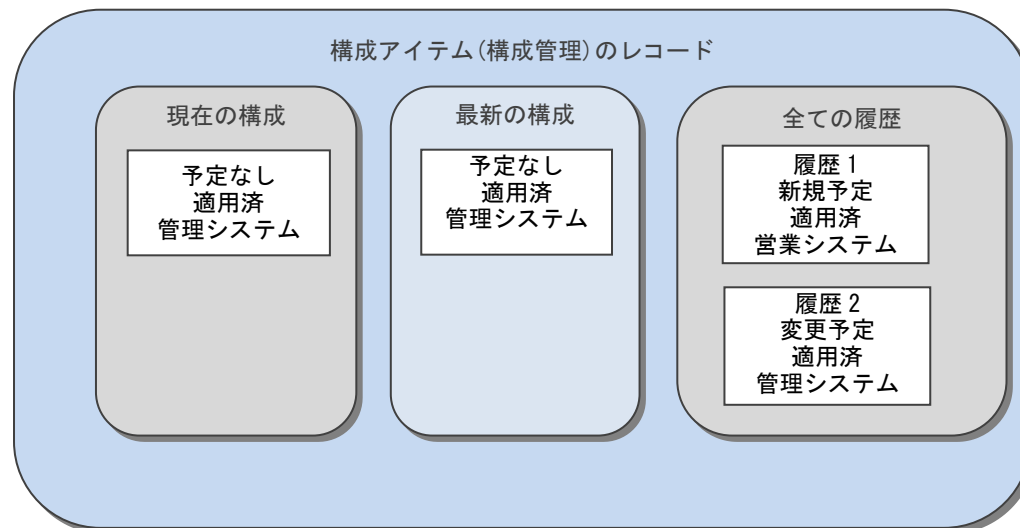 構成アイテム(構成管理)のレコード
現在の構成
予定なし
適用済
管理システム
最新の構成
予定なし
適用済
管理システム
全ての履歴
履歴1
新規予定
適用済
営業システム
履歴2
変更予定
適用済
管理システム